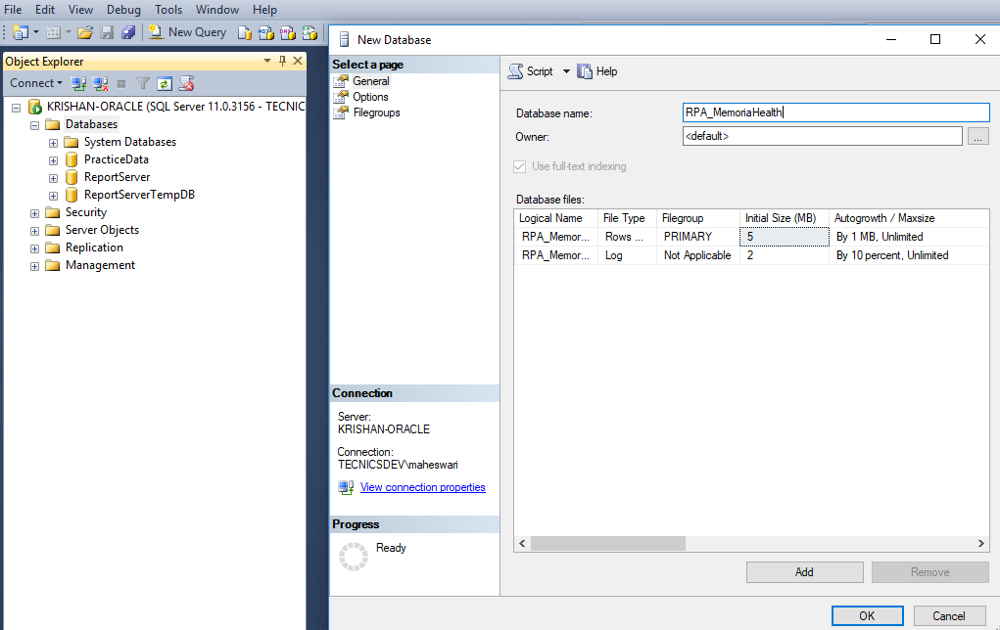 File Edit View Debug Tools Window Help
New Query
Object Explorer
Connect
KRISHAN-ORACLE (SQL Server 11.0.3156 - TECNIC
Databases
System Databases
PracticeData
ReportServer
ReportServerTempDB
Security
Server Objects
Replication
Management
New Database
Select a page
General
Options
Filegroups
Connection
Server:
KRISHAN-ORACLE
Connection:
TECNICSDEV\maheswari
View connection properties
Progress
Ready
Script Help
Database name: RPA_MemoriaHealth
Owner: <default> ...
Use full-text indexing
Database files:
Logical Name File Type Filegroup Initial Size (MB) Autogrowth / Maxsize
RPA_Memor... Rows ... PRIMARY 5 By 1 MB, Unlimited
RPA_Memor... Log Not Applicable 2 By 10 percent, Unlimited
Add Remove
OK Cancel